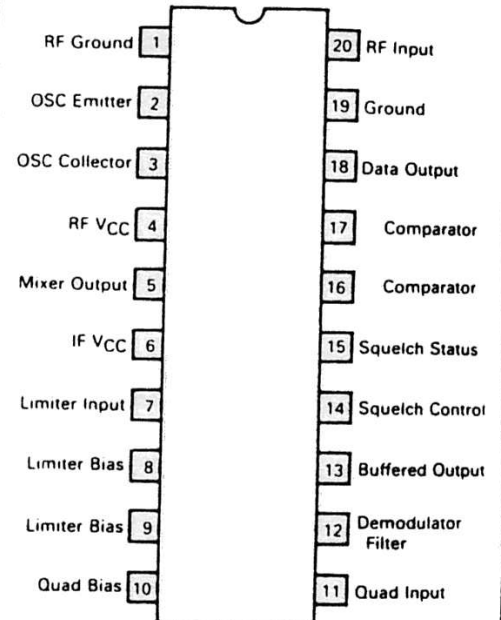 RF Ground 1
OSC Emitter 2
OSC Collector 3
RF VCC 4
Mixer Output 5
IF VCC 6
Limiter Input 7
Limiter Bias 8
Limiter Bias 9
Quad Bias 10
20 RF Input
19 Ground
18 Data Output
17 Comparator
16 Comparator
15 Squelch Status
14 Squelch Control
13 Buffered Output
12 Demodulator
Filter
11 Quad Input